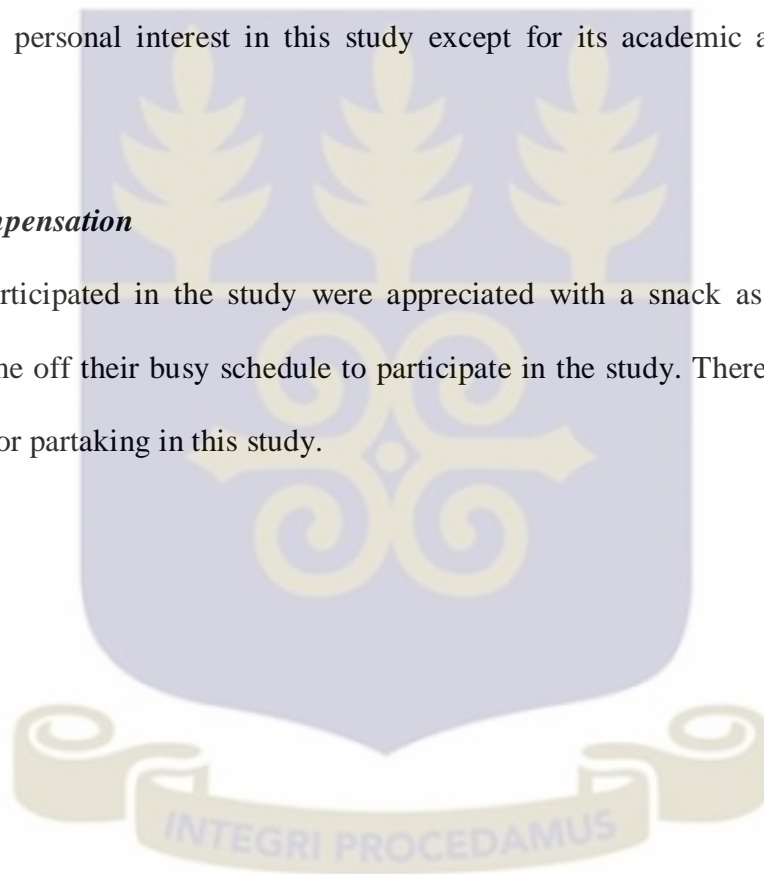 personal interest in this study except for its academic a
mpensation
rticipated in the study were appreciated with a snack as
ne off their busy schedule to participate in the study. There
or partaking in this study.
INTEGRI PROCEDAMUS